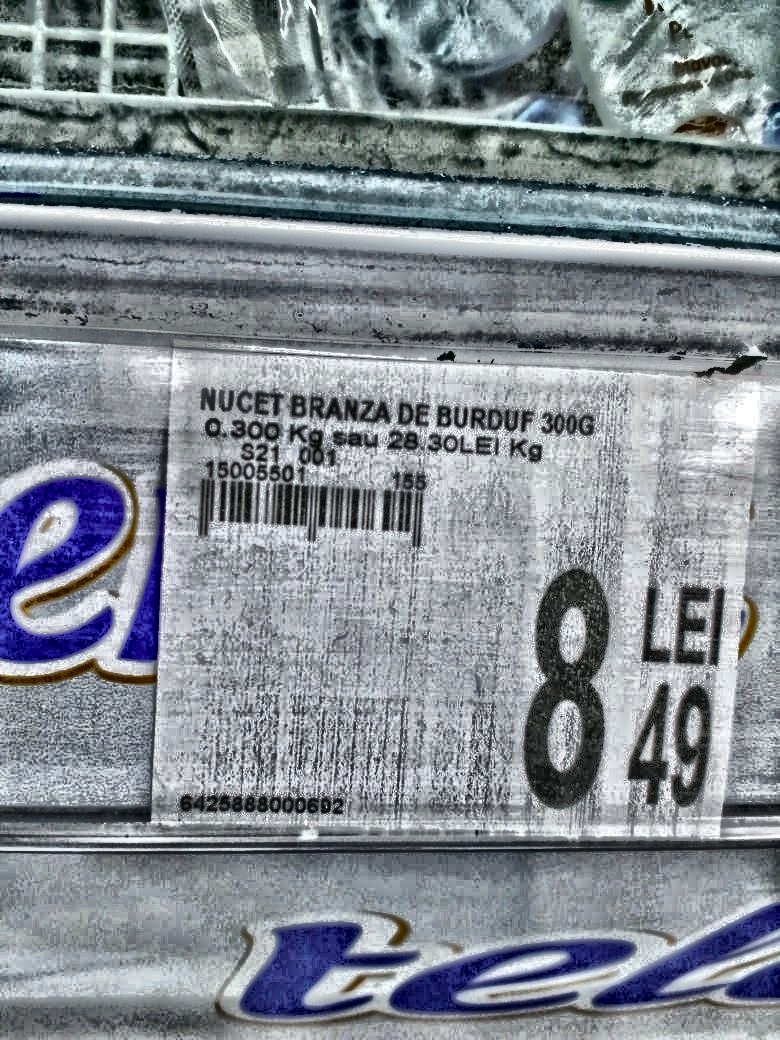 NUCET BRANZA DE BURDUF 300G
0.300 Kg sau 28.30LEI Kg
S21 001
15005501 155
8 LEI
49
6425888000602
tel